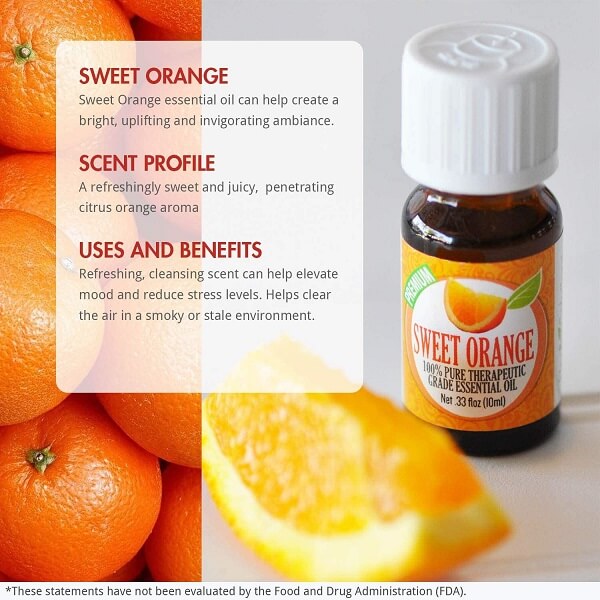 SWEET ORANGE
Sweet Orange essential oil can help create a
bright, uplifting and invigorating ambiance.
SCENT PROFILE
A refreshingly sweet and juicy, penetrating
citrus orange aroma
USES AND BENEFITS
Refreshing, cleansing scent can help elevate
mood and reduce stress levels. Helps clear
the air in a smoky or stale environment.
PREMIUM
SWEET ORANGE
100% PURE THERAPEUTIC
GRADE ESSENTIAL OIL
Net .33 floz (10ml)
*These statements have not been evaluated by the Food and Drug Administration (FDA).